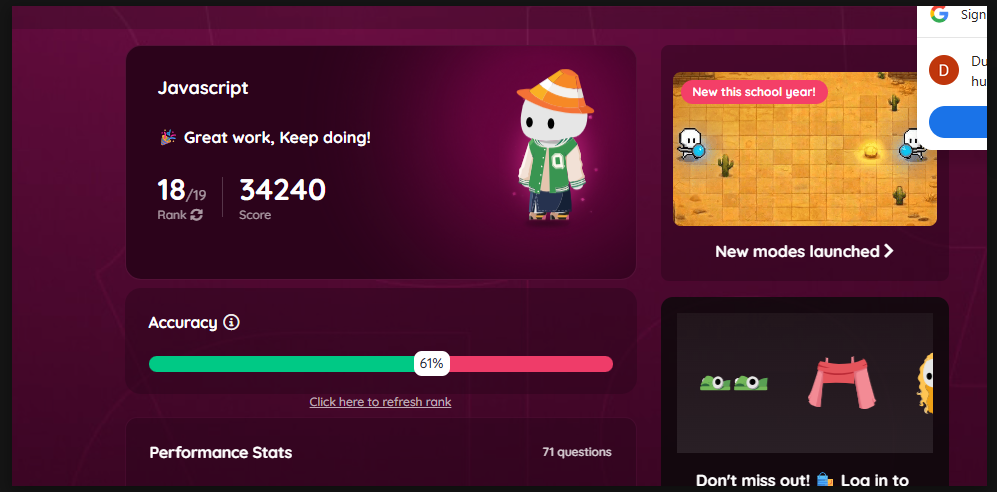 Javascript
🎉 Great work, Keep doing!
18/19
Rank
34240
Score
Q
Accuracy
61%
Click here to refresh rank
Performance Stats
71 questions
New this school year!
New modes launched
Don't miss out! 🛍️ Log in to
Sign
D
Du
hu